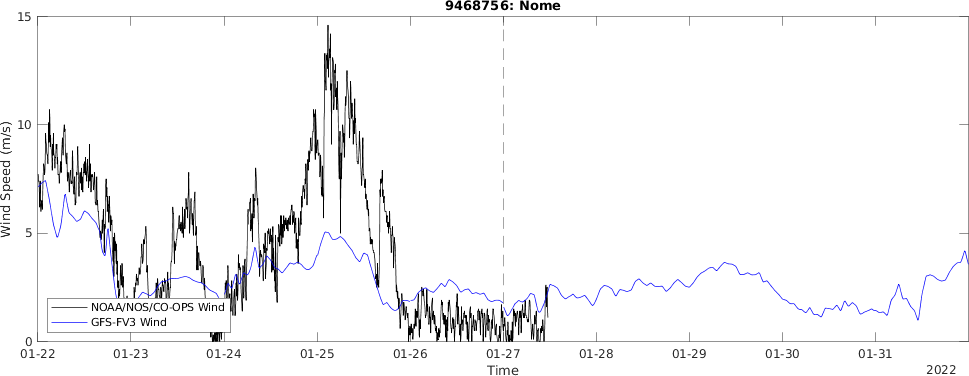 9468756: Nome
15
10
5
0
Wind Speed (m/s)
NOAA/NOS/CO-OPS Wind
GFS-FV3 Wind
01-22 01-23 01-24 01-25 01-26 01-27 01-28 01-29 01-30 01-31
Time
2022